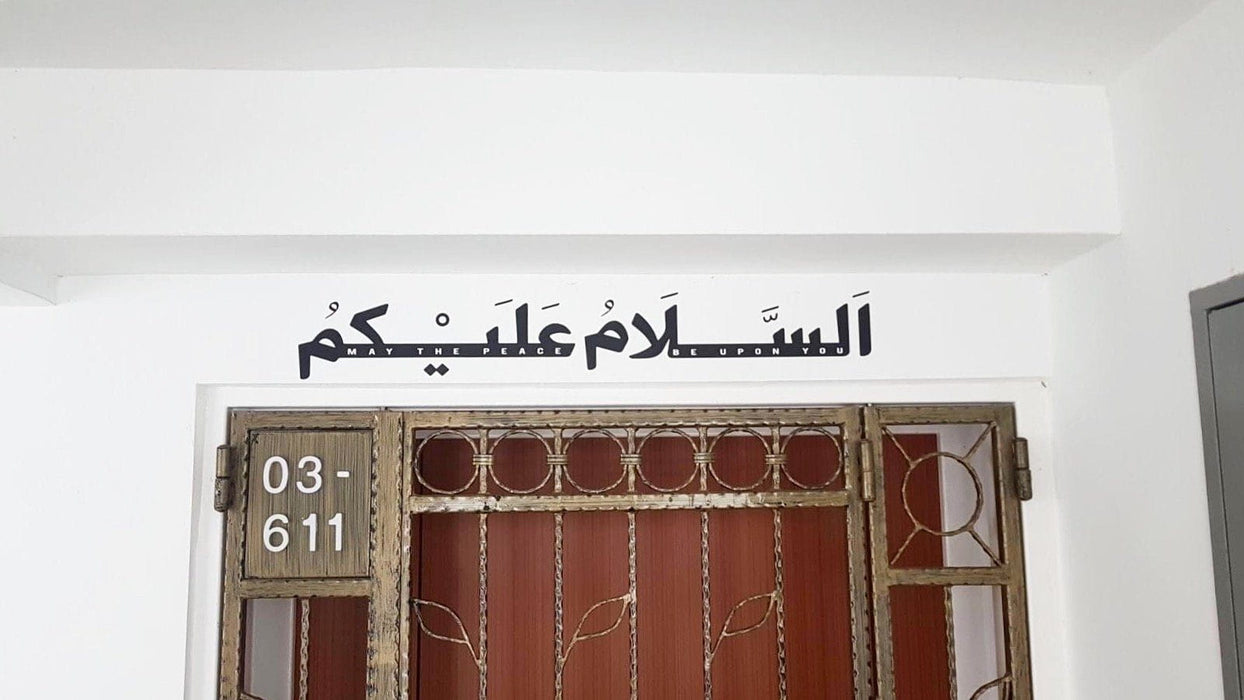 اَلسَّلَامُ عَلَيْكُمُ
MAY THE PEACE BE UPON YOU
03-
611